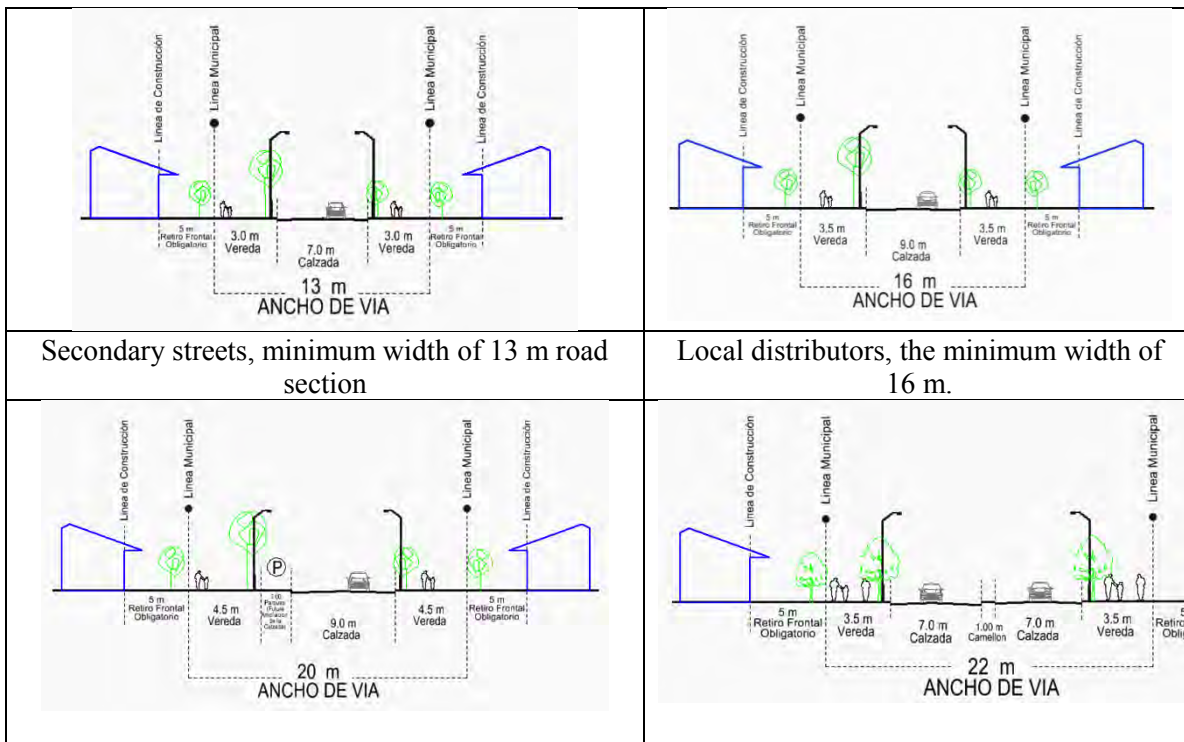 Linea de Construcción
Linea Municipal
Linea Municipal
Linea de Construcción
5 m
Retiro Frontal
Obligatorio
3.0 m
Vereda
7.0 m
Calzada
3.0 m
Vereda
5 m
Retiro Frontal
Obligatorio
13 m
ANCHO DE VIA
Linea de Construcción
Linea Municipal
Linea Municipal
Linea de Construcción
5 m
Retiro Frontal
Obligatorio
3.5 m
Vereda
9.0 m
Calzada
3.5 m
Vereda
5 m
Retiro Frontal
Obligatorio
16 m
ANCHO DE VIA
Secondary streets, minimum width of 13 m road
section
Local distributors, the minimum width of
16 m.
Linea de Construcción
Linea Municipal
Linea Municipal
Linea de Construcción
P
5 m
Retiro Frontal
Obligatorio
4.5 m
Vereda
de la
9.0 m
Calzada
4.5 m
Vereda
5 m
Retiro Frontal
Obligatorio
20 m
ANCHO DE VIA
Linea de Construcción
Linea Municipal
Linea Municipal
5 m
Retiro Frontal
Obligatorio
3.5 m
Vereda
7.0 m
Calzada
1.00 m
Camellon
7.0 m
Calzada
3.5 m
Vereda
5
Retiro
Obli
22 m
ANCHO DE VIA